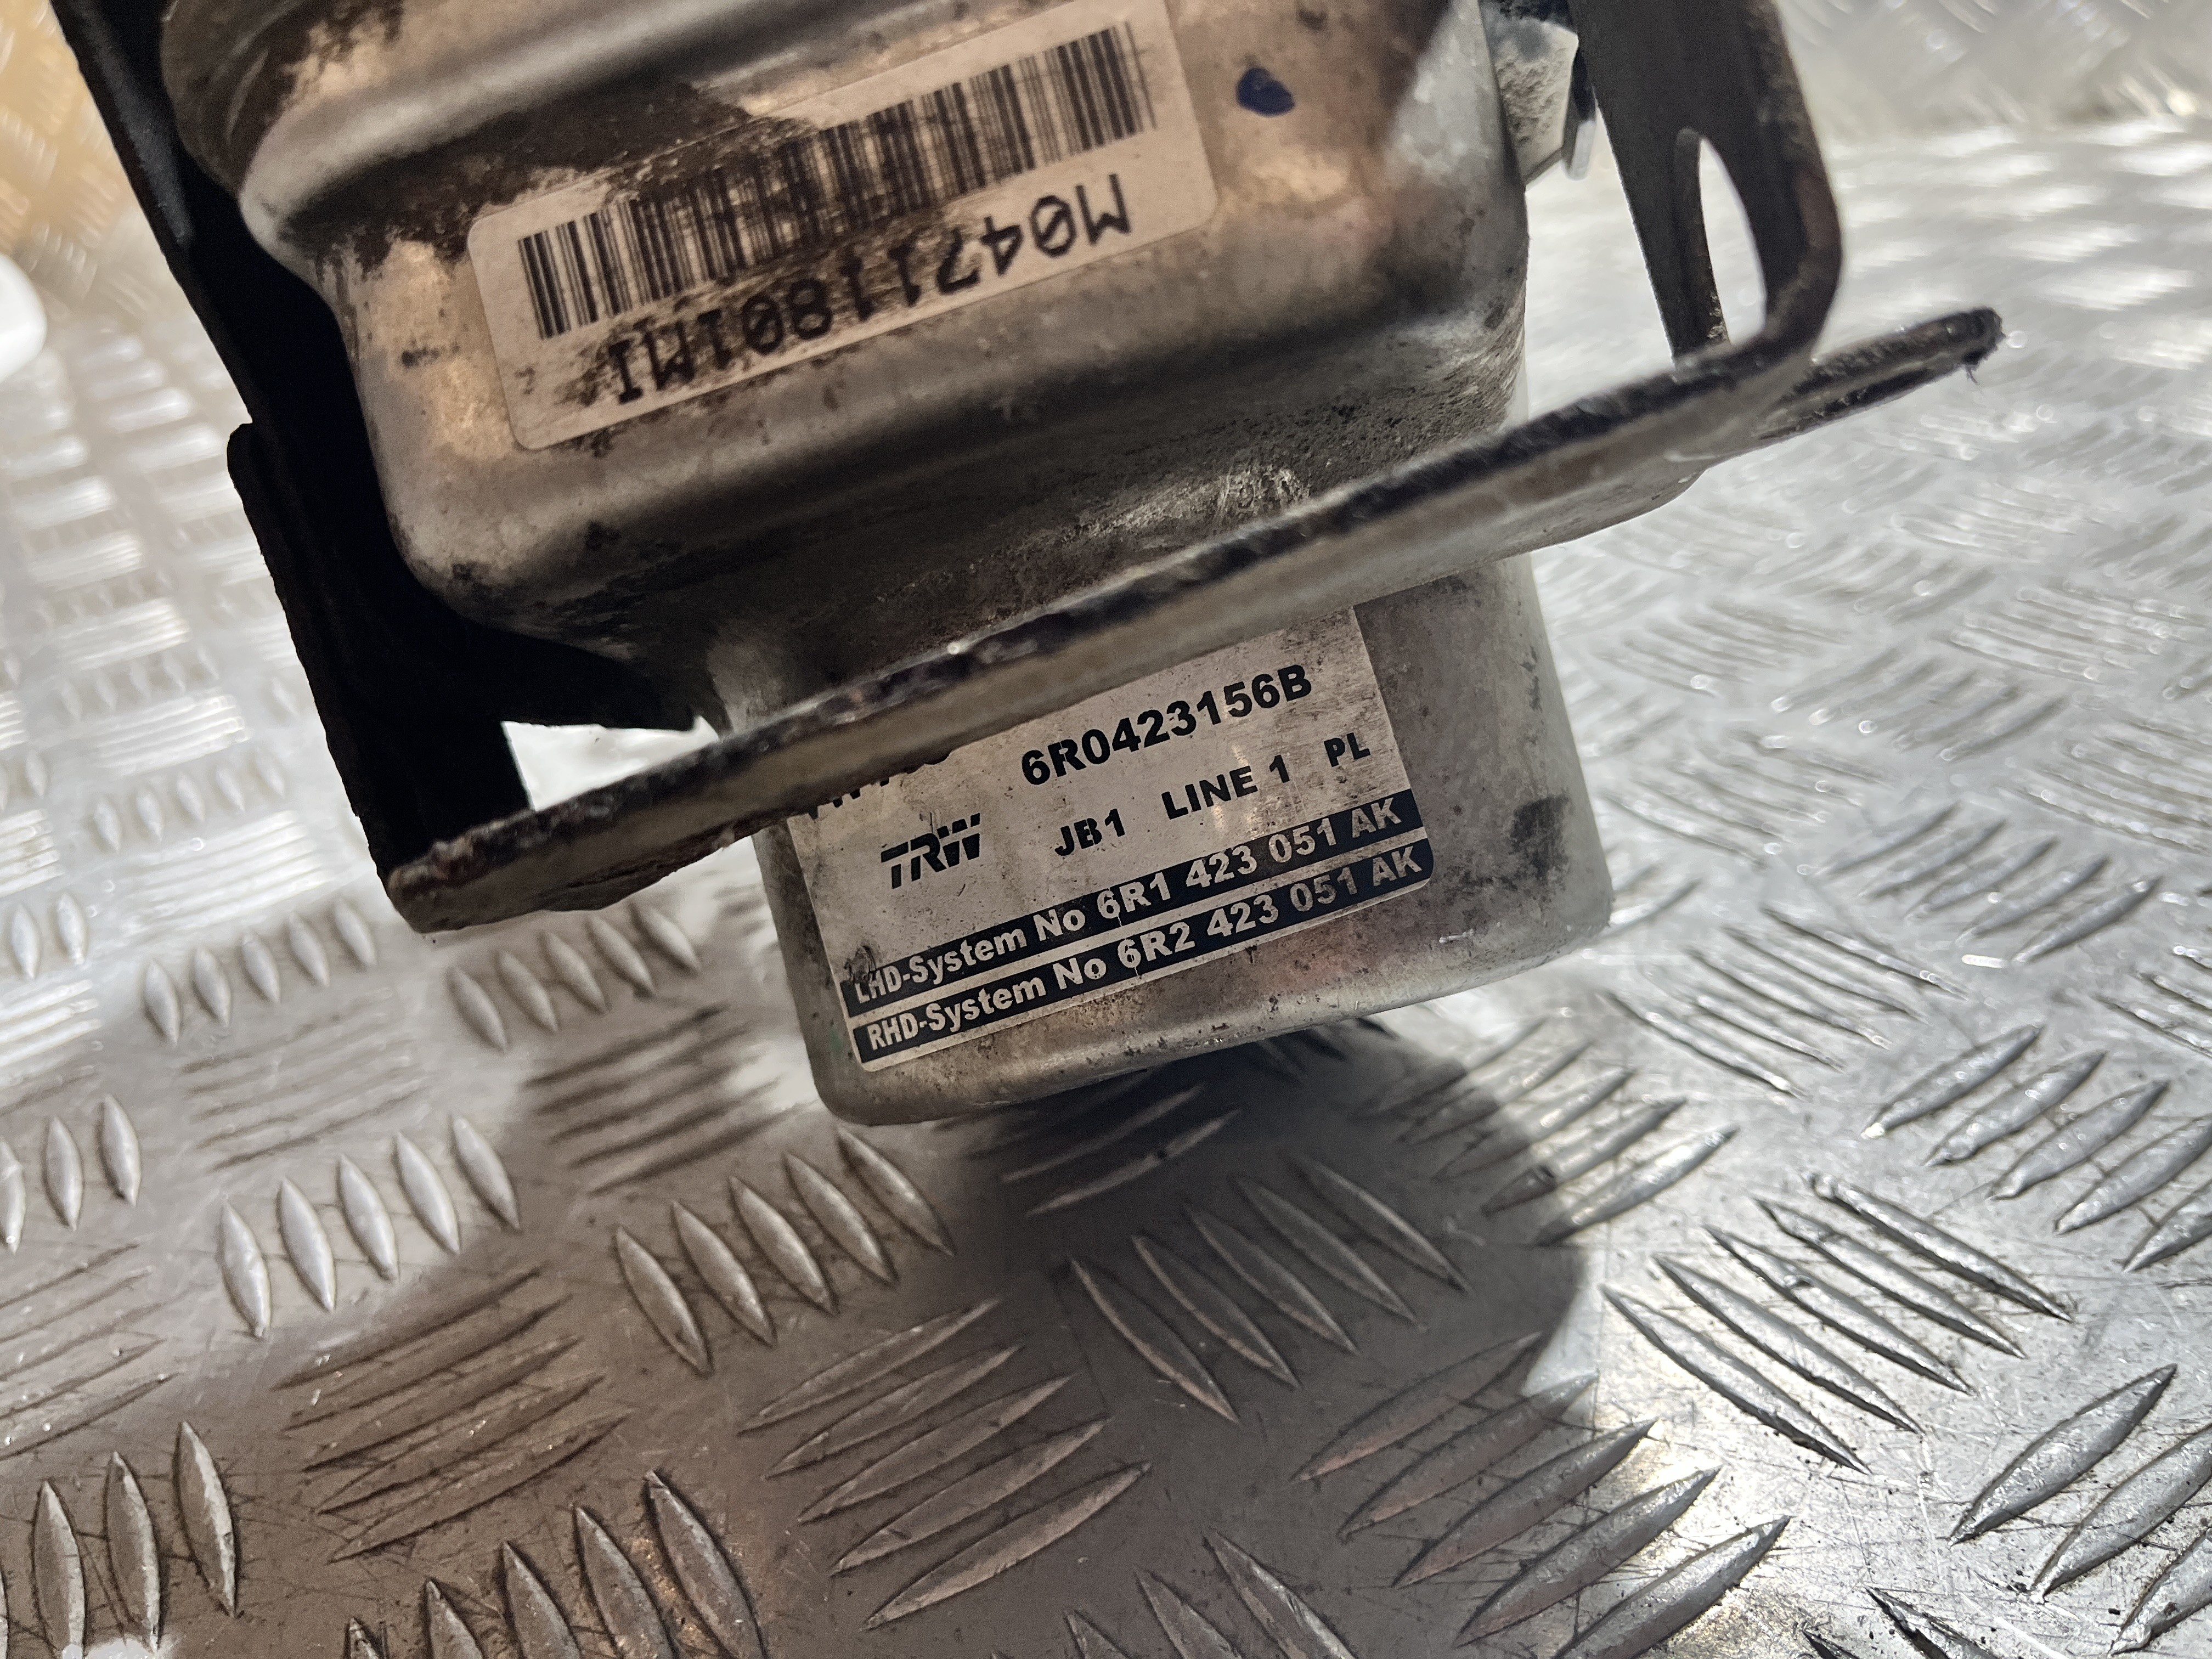 M04711801MI
6R0423156B
TRW JB1 LINE 1 PL
LHD-System No 6R1 423 051 AK
RHD-System No 6R2 423 051 AK